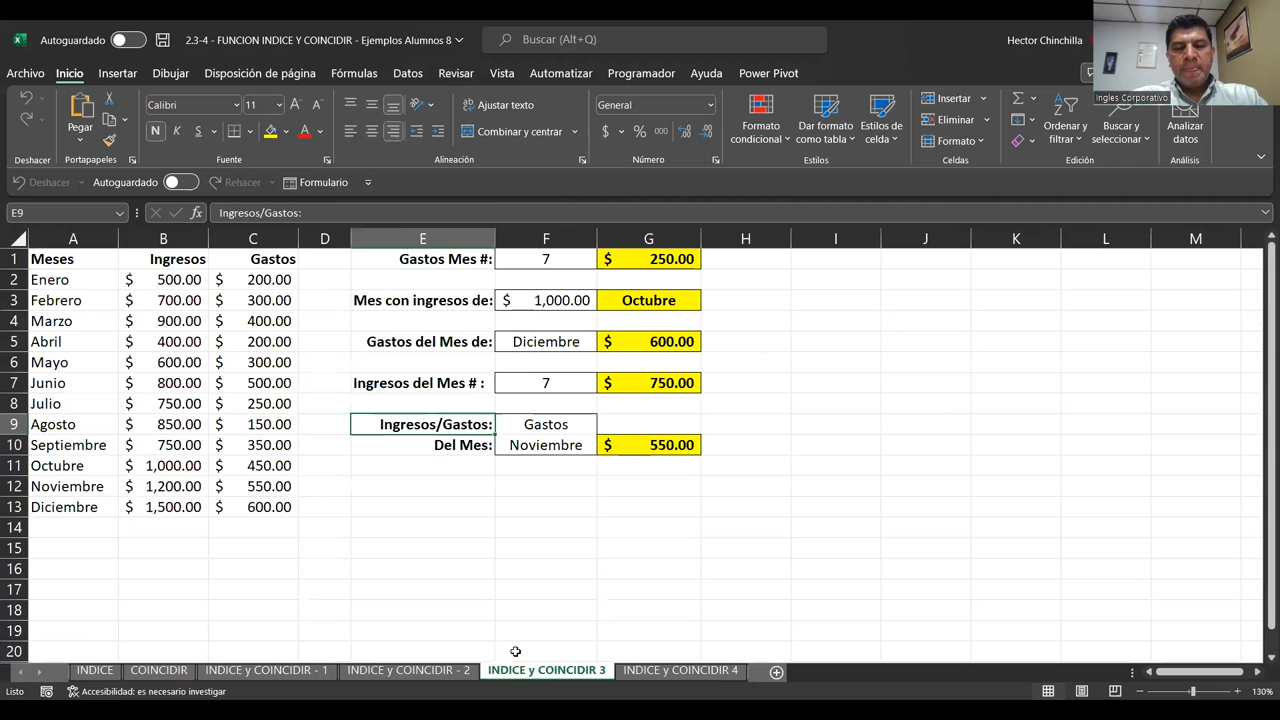 Autoguardado
2.3-4 - FUNCION INDICE Y COINCIDIR - Ejemplos Alumnos 8
Buscar (Alt+Q)
Hector Chinchilla
Ingles Corporativo
Archivo Inicio Insertar Dibujar Disposición de página Fórmulas Datos Revisar Vista Automatizar Programador Ayuda Power Pivot
Pegar
Calibri 11
N K S
Ajustar texto
Combinar y centrar
General
$ % 000
Formato condicional
Dar formato como tabla
Estilos de celda
Insertar
Eliminar
Formato
Ordenar y filtrar
Buscar y seleccionar
Analizar datos
Deshacer Portapapeles Fuente Alineación Número Estilos Celdas Edición Análisis
Deshacer Autoguardado Rehacer Formulario
E9 fx Ingresos/Gastos:
A B C D E F G H I J K L M
1 Meses Ingresos Gastos Gastos Mes #: 7 $ 250.00
2 Enero $ 500.00 $ 200.00
3 Febrero $ 700.00 $ 300.00 Mes con ingresos de: $ 1,000.00 Octubre
4 Marzo $ 900.00 $ 400.00
5 Abril $ 400.00 $ 200.00 Gastos del Mes de: Diciembre $ 600.00
6 Mayo $ 600.00 $ 300.00
7 Junio $ 800.00 $ 500.00 Ingresos del Mes # : 7 $ 750.00
8 Julio $ 750.00 $ 250.00
9 Agosto $ 850.00 $ 150.00 Ingresos/Gastos: Gastos
10 Septiembre $ 750.00 $ 350.00 Del Mes: Noviembre $ 550.00
11 Octubre $ 1,000.00 $ 450.00
12 Noviembre $ 1,200.00 $ 550.00
13 Diciembre $ 1,500.00 $ 600.00
14
15
16
17
18
19
20
INDICE COINCIDIR INDICE y COINCIDIR - 1 INDICE y COINCIDIR - 2 INDICE y COINCIDIR 3 INDICE y COINCIDIR 4
Listo Accesibilidad: es necesario investigar 130%